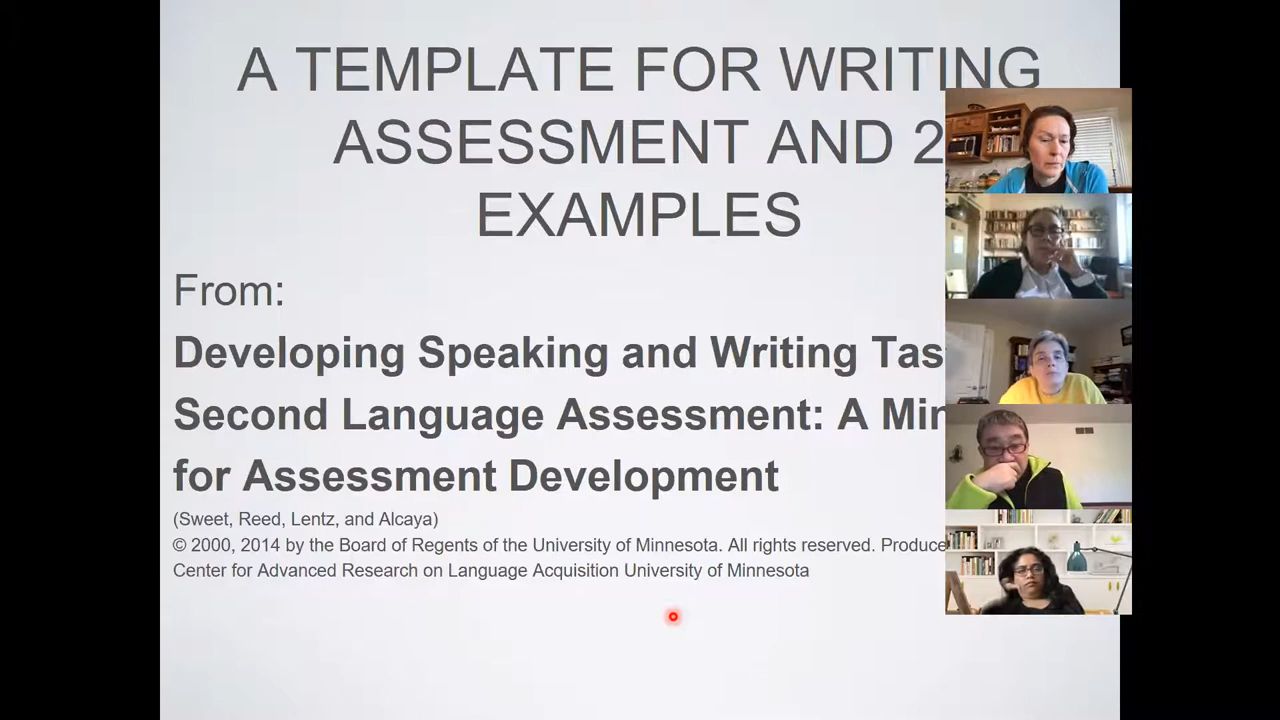 A TEMPLATE FOR WRITING
ASSESSMENT AND 2
EXAMPLES
From:
Developing Speaking and Writing Tas
Second Language Assessment: A Min
for Assessment Development
(Sweet, Reed, Lentz, and Alcaya)
© 2000, 2014 by the Board of Regents of the University of Minnesota. All rights reserved. Produce
Center for Advanced Research on Language Acquisition University of Minnesota